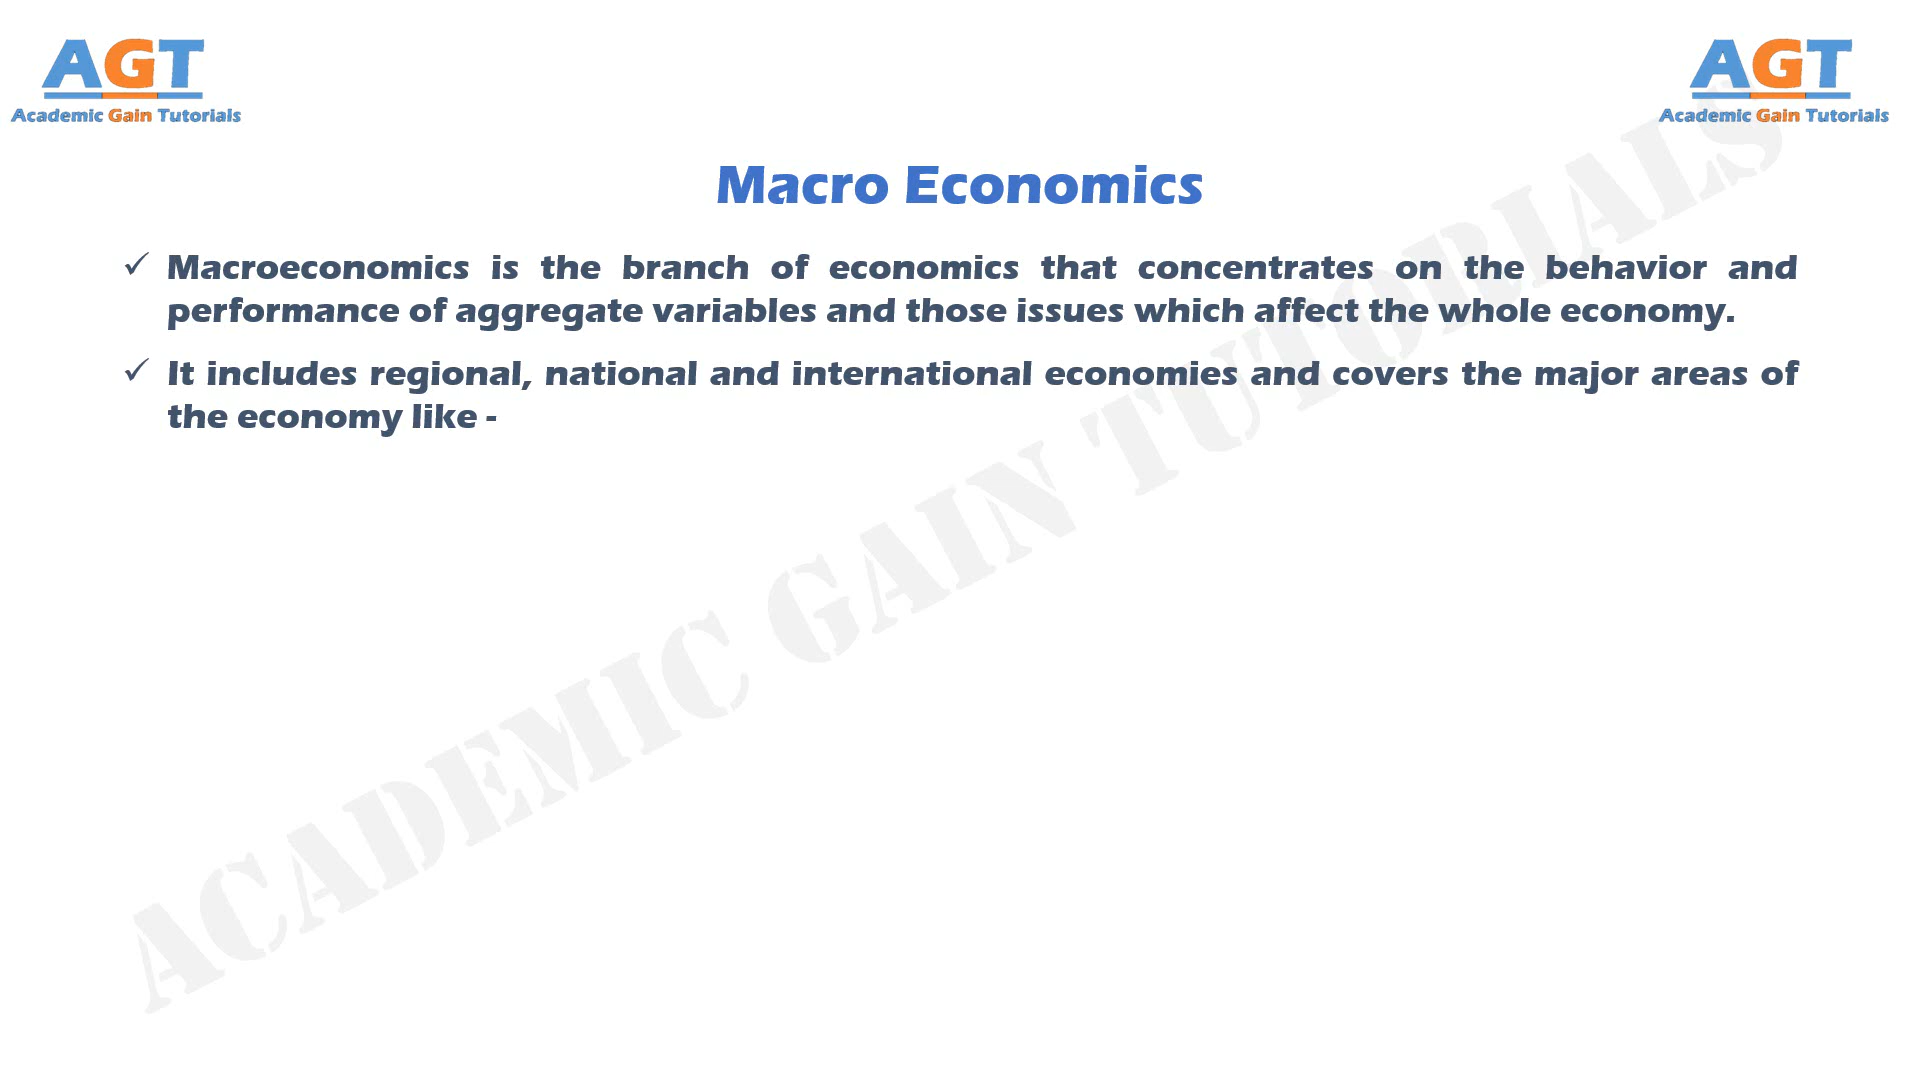 AGT
Academic Gain Tutorials
AGT
Academic Gain Tutorials
Macro Economics
✓ Macroeconomics is the branch of economics that concentrates on the behavior and
performance of aggregate variables and those issues which affect the whole economy.
✓ It includes regional, national and international economies and covers the major areas of
the economy like -
ACADEMIC GAIN TUTORIALS